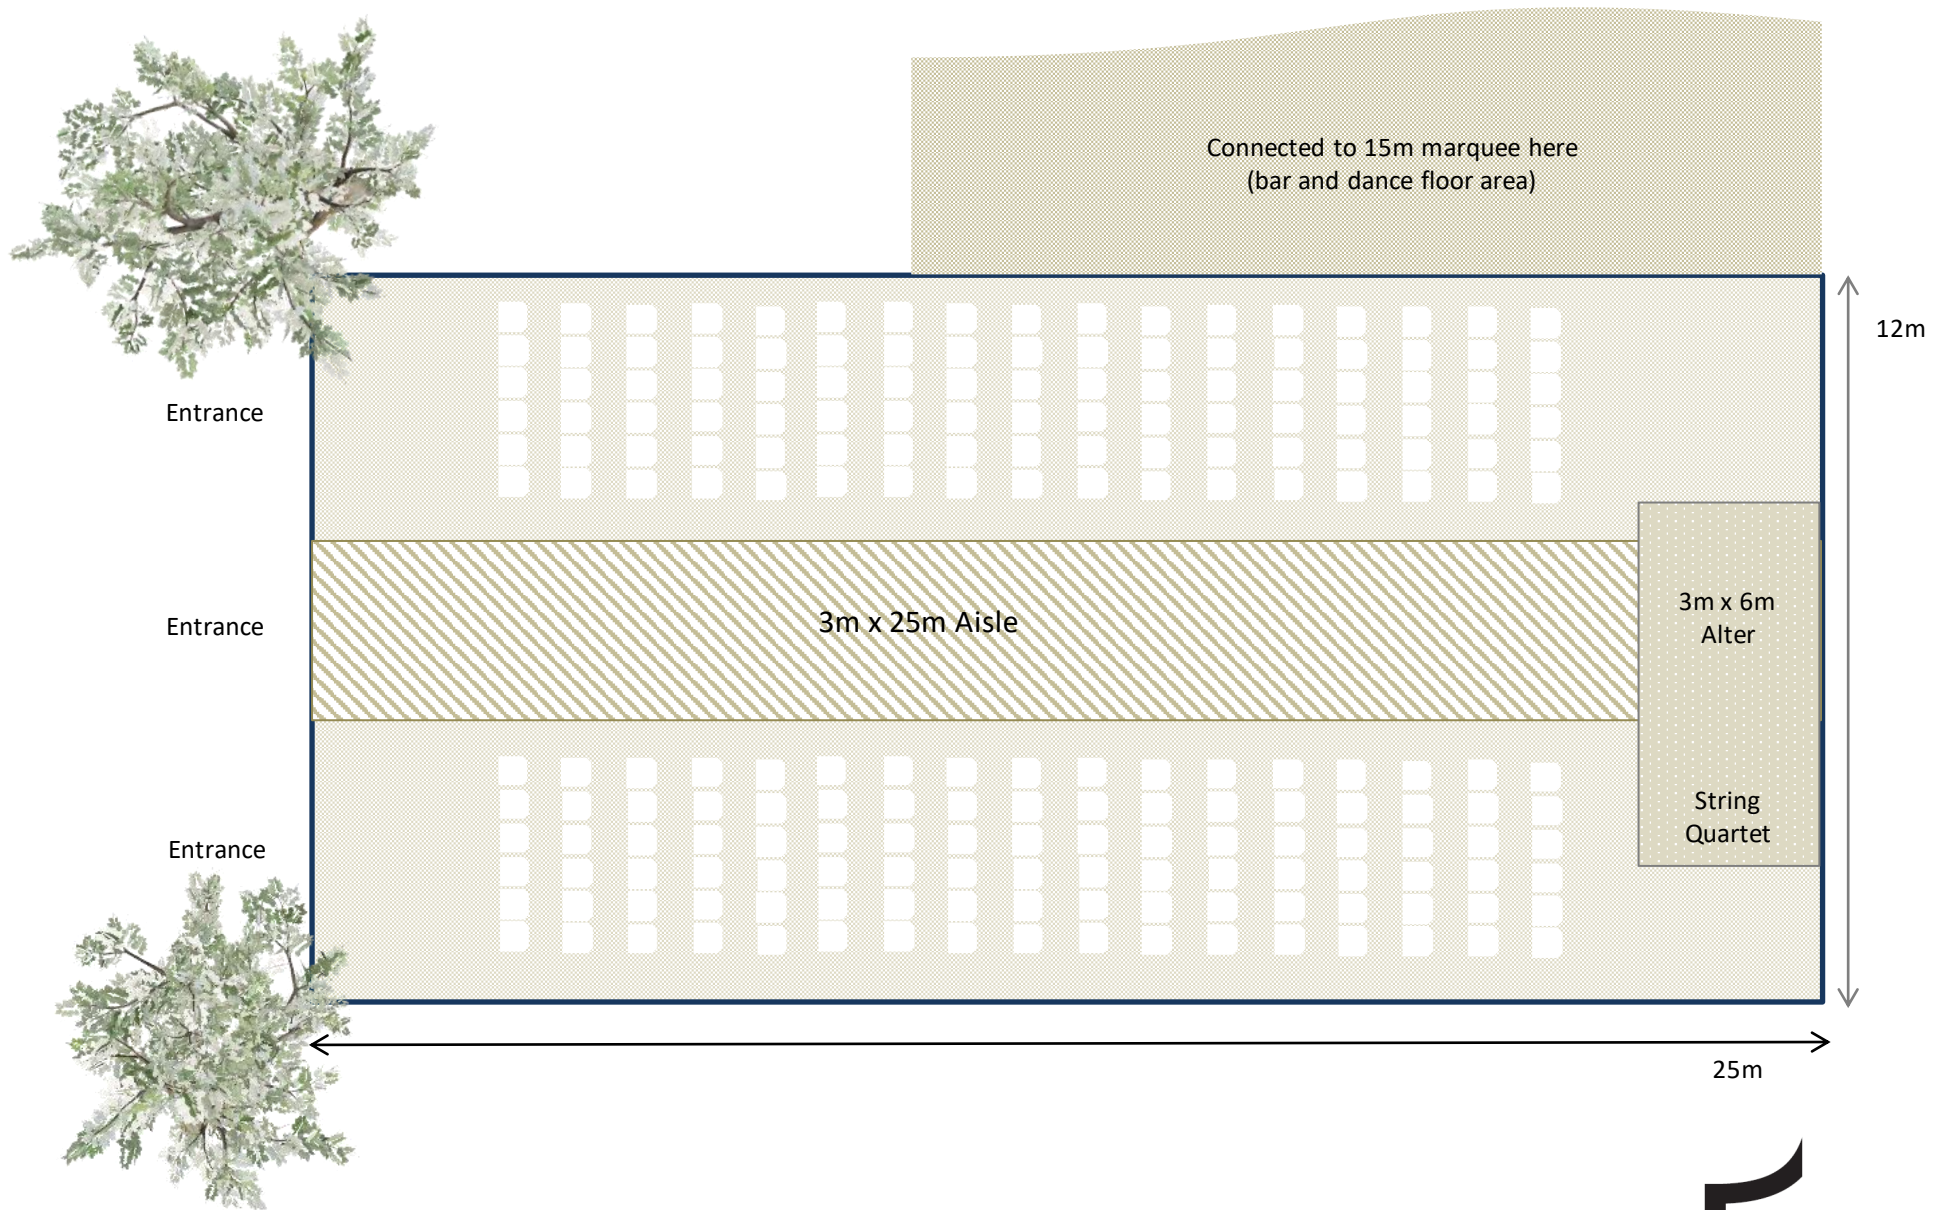 Connected to 15m marquee here
(bar and dance floor area)
12m
Entrance
3m x 6m
Alter
3m x 25m Aisle
Entrance
String
Quartet
Entrance
25m